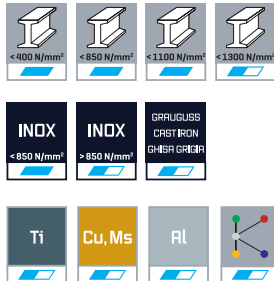 <400 N/mm² <850 N/mm² <1100 N/mm² <1300 N/mm²
INOX
<850 N/mm²
INOX
>850 N/mm²
GRAUGUSS
CAST IRON
GHISA GRIGIA
Ti Cu, Ms Al